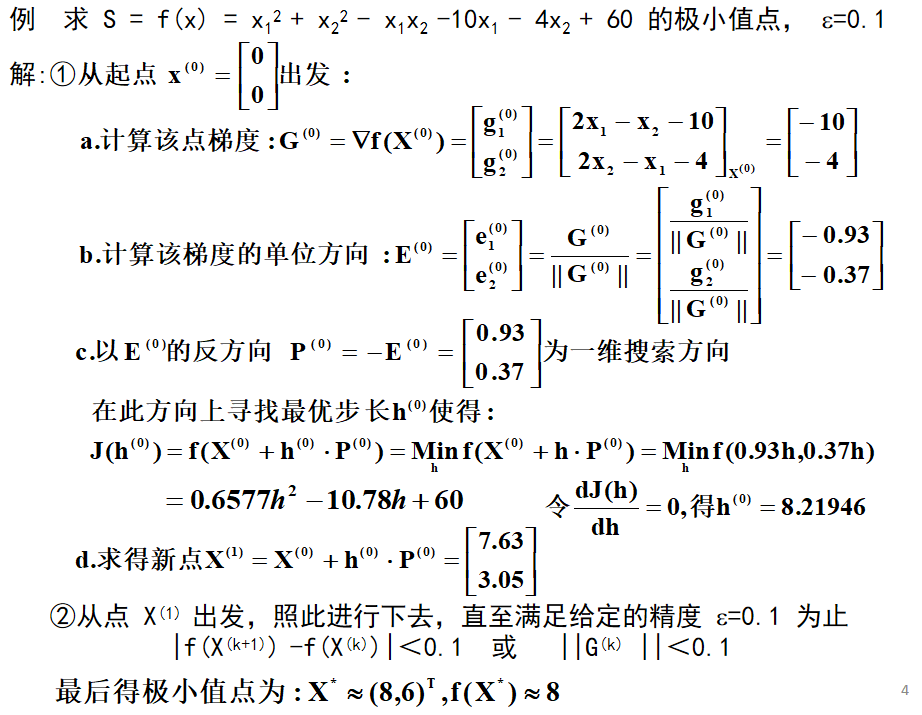 例 求 S = f(x) = x₁² + x₂² - x₁x₂ -10x₁ - 4x₂ + 60 的极小值点， ε=0.1
解:①从起点 x⁽⁰⁾ = [0 0] 出发 :
a.计算该点梯度 :G⁽⁰⁾ = ∇f(X⁽⁰⁾) = [g₁⁽⁰⁾ g₂⁽⁰⁾] = [2x₁ - x₂ - 10 2x₂ - x₁ - 4]X⁽⁰⁾ = [- 10 - 4]
b.计算该梯度的单位方向 :E⁽⁰⁾ = [e₁⁽⁰⁾ e₂⁽⁰⁾] = G⁽⁰⁾ / || G⁽⁰⁾ || = [g₁⁽⁰⁾ / || G⁽⁰⁾ || g₂⁽⁰⁾ / || G⁽⁰⁾ ||] = [- 0.93 - 0.37]
c.以 E⁽⁰⁾的反方向 P⁽⁰⁾ = -E⁽⁰⁾ = [0.93 0.37] 为一维搜索方向
在此方向上寻找最优步长h⁽⁰⁾使得:
J(h⁽⁰⁾) = f(X⁽⁰⁾ + h⁽⁰⁾ · P⁽⁰⁾) = Min f(X⁽⁰⁾ + h · P⁽⁰⁾) = Min f(0.93h,0.37h)
h h
= 0.6577h² - 10.78h + 60 令 dJ(h) / dh = 0,得h⁽⁰⁾ = 8.21946
d.求得新点X⁽¹⁾ = X⁽⁰⁾ + h⁽⁰⁾ · P⁽⁰⁾ = [7.63 3.05]
②从点 X⁽¹⁾ 出发，照此进行下去，直至满足给定的精度 ε=0.1 为止
|f(X⁽ᵏ⁺¹⁾) -f(X⁽ᵏ⁾)|＜0.1 或 ||G⁽ᵏ⁾ ||＜0.1
最后得极小值点为 : X* ≈ (8,6)ᵀ,f(X*) ≈ 8
4